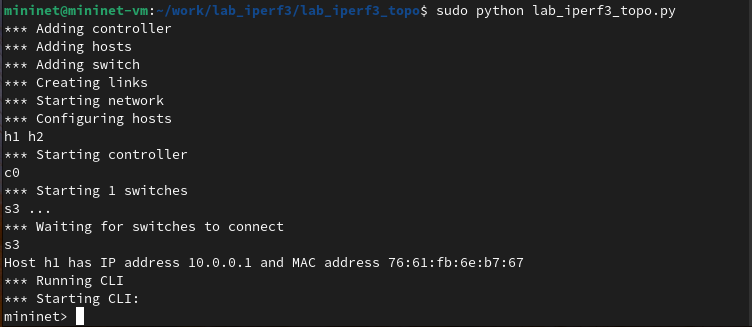 mininet@mininet-vm:~/work/lab_iperf3/lab_iperf3_topo$ sudo python lab_iperf3_topo.py
*** Adding controller
*** Adding hosts
*** Adding switch
*** Creating links
*** Starting network
*** Configuring hosts
h1 h2
*** Starting controller
c0
*** Starting 1 switches
s3 ...
*** Waiting for switches to connect
s3
Host h1 has IP address 10.0.0.1 and MAC address 76:61:fb:6e:b7:67
*** Running CLI
*** Starting CLI:
mininet>